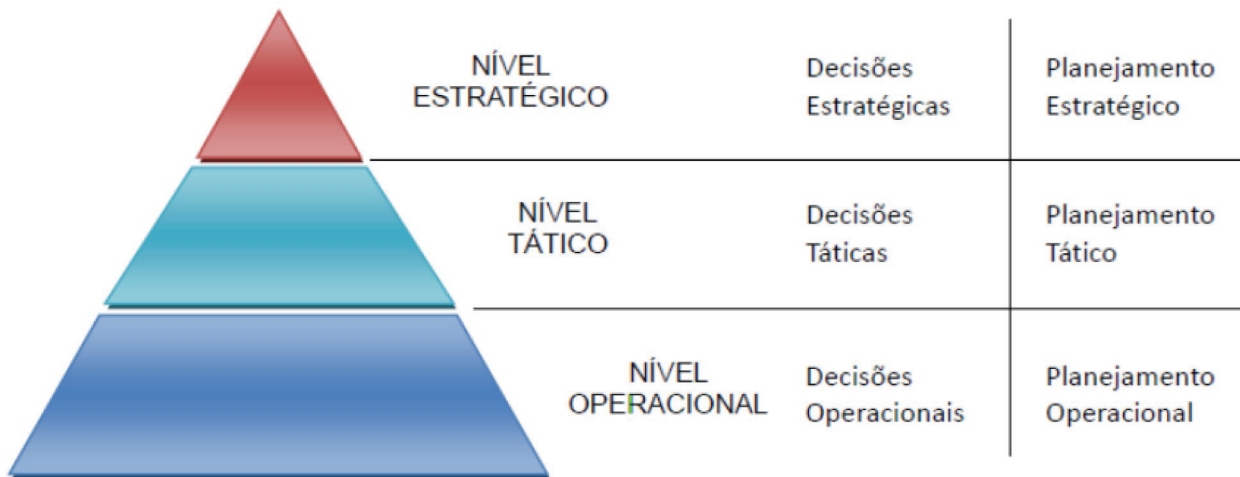 NÍVEL
ESTRATÉGICO
Decisões
Estratégicas
Planejamento
Estratégico
NÍVEL
TÁTICO
Decisões
Táticas
Planejamento
Tático
NÍVEL
OPERACIONAL
Decisões
Operacionais
Planejamento
Operacional